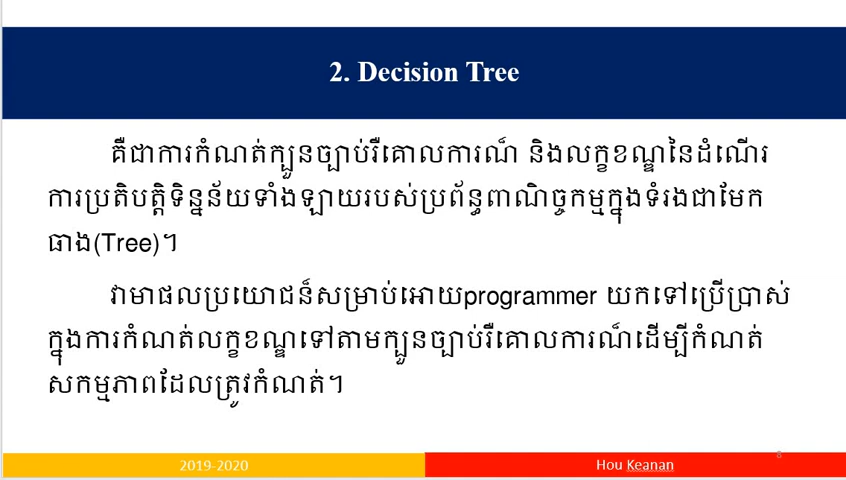 2. Decision Tree
គឺជាការកំណត់ក្បួនច្បាប់រឺគោលការណ៍ និងលក្ខខណ្ឌនៃដំណើរ
ការប្រតិបត្តិទិន្នន័យទាំងឡាយរបស់ប្រព័ន្ធពាណិច្ចកម្មក្នុងទំរងជាមែក
ធាង(Tree)។
វាមាផលប្រយោជន៏សម្រាប់អោយprogrammer យកទៅប្រើប្រាស់
ក្នុងការកំណត់លក្ខខណ្ឌទៅតាមក្បួនច្បាប់រឺគោលការណ៏ដើម្បីកំណត់
សកម្មភាពដែលត្រូវកំណត់។
8
2019-2020
Hou Keanan